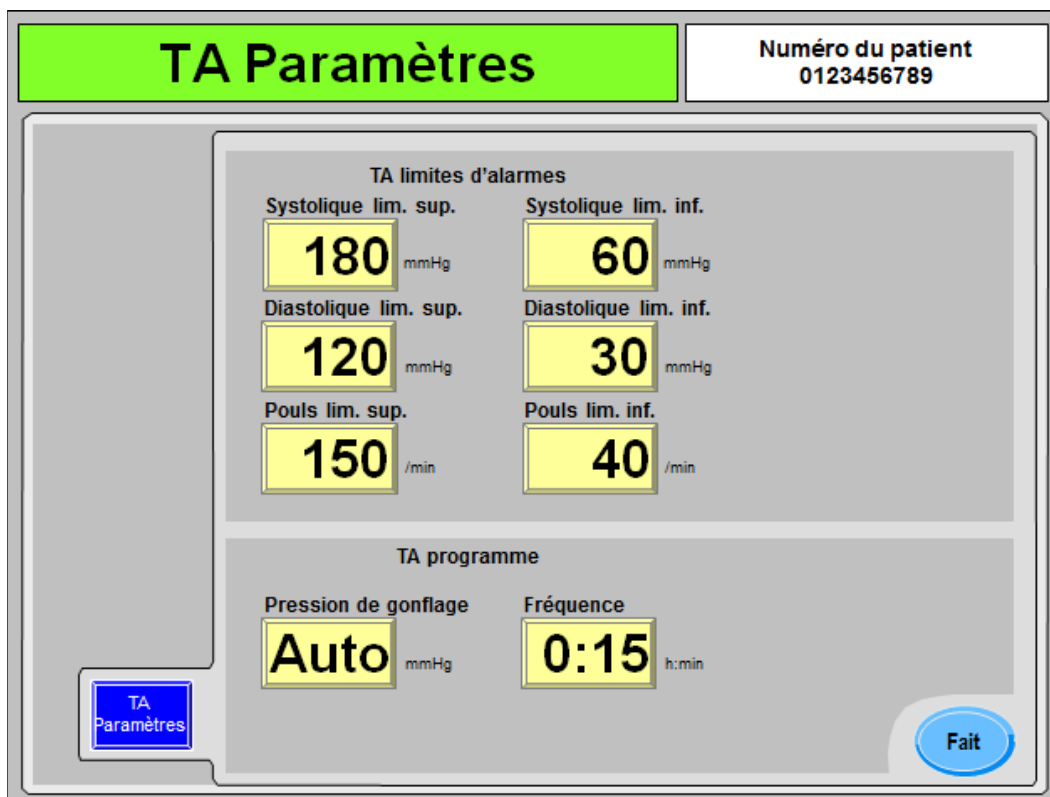 TA Paramètres
Numéro du patient
0123456789
TA limites d'alarmes
Systolique lim. sup. Systolique lim. inf.
180 mmHg 60 mmHg
Diastolique lim. sup. Diastolique lim. inf.
120 mmHg 30 mmHg
Pouls lim. sup. Pouls lim. inf.
150 /min 40 /min
TA programme
Pression de gonflage Fréquence
Auto mmHg 0:15 h:min
TA
Paramètres
Fait